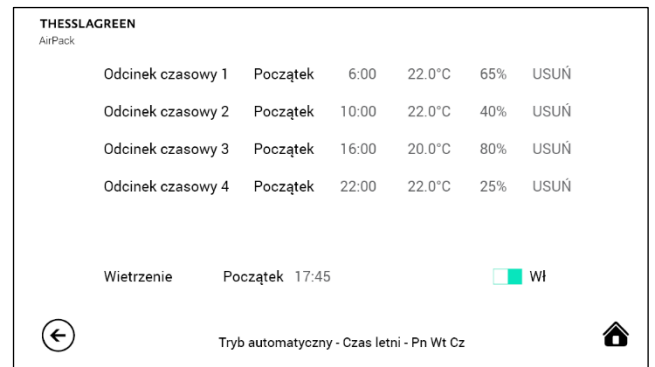 THESSLAGREEN
AirPack
Odcinek czasowy 1 Początek 6:00 22.0°C 65% USUŃ
Odcinek czasowy 2 Początek 10:00 22.0°C 40% USUŃ
Odcinek czasowy 3 Początek 16:00 20.0°C 80% USUŃ
Odcinek czasowy 4 Początek 22:00 22.0°C 25% USUŃ
Wietrzenie Początek 17:45 Wł
Tryb automatyczny - Czas letni - Pn Wt Cz